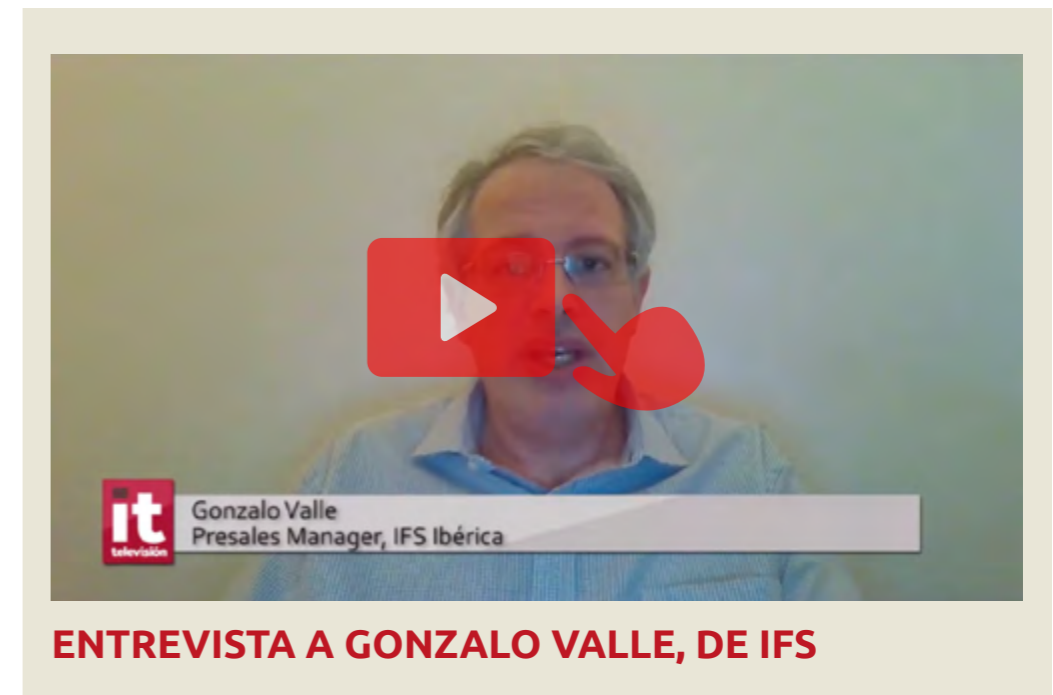 it
televisión
Gonzalo Valle
Presales Manager, IFS Ibérica
ENTREVISTA A GONZALO VALLE, DE IFS